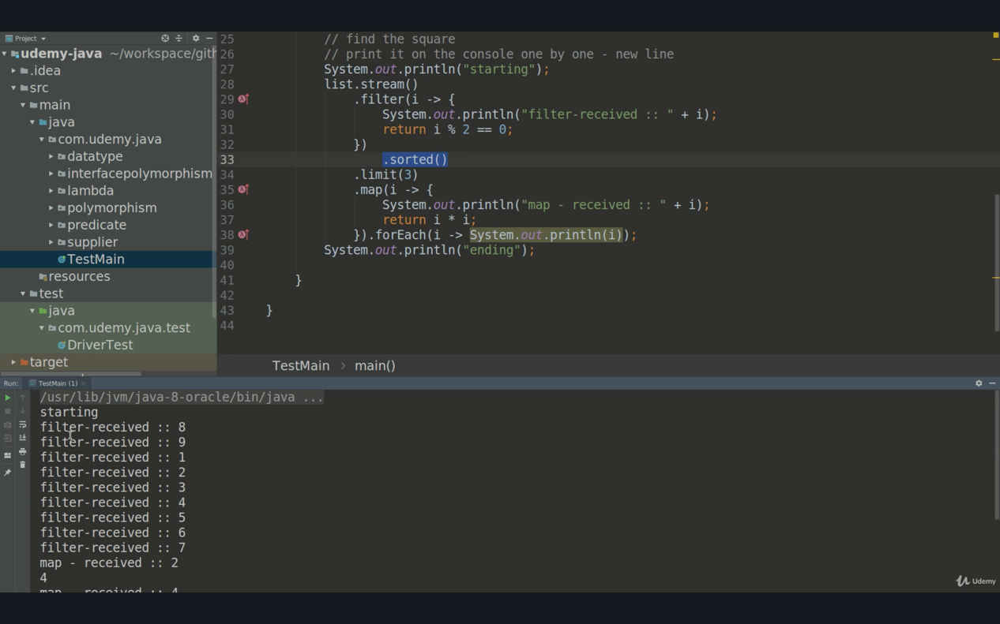 Project
udemy-java ~/workspace/gith
.idea
src
main
java
com.udemy.java
datatype
interfacepolymorphism
lambda
polymorphism
predicate
supplier
TestMain
resources
test
java
com.udemy.java.test
DriverTest
target
25 // find the square
26 // print it on the console one by one - new line
27 System.out.println("starting");
28 list.stream()
29 .filter(i -> {
30 System.out.println("filter-received :: " + i);
31 return i % 2 == 0;
32 })
33 .sorted()
34 .limit(3)
35 .map(i -> {
36 System.out.println("map - received :: " + i);
37 return i * i;
38 }).forEach(i -> System.out.println(i));
39 System.out.println("ending");
40
41 }
42
43 }
44
TestMain > main()
Run: TestMain (1)
/usr/lib/jvm/java-8-oracle/bin/java ...
starting
filter-received :: 8
filter-received :: 9
filter-received :: 1
filter-received :: 2
filter-received :: 3
filter-received :: 4
filter-received :: 5
filter-received :: 6
filter-received :: 7
map - received :: 2
4
map - received :: 4
Udemy